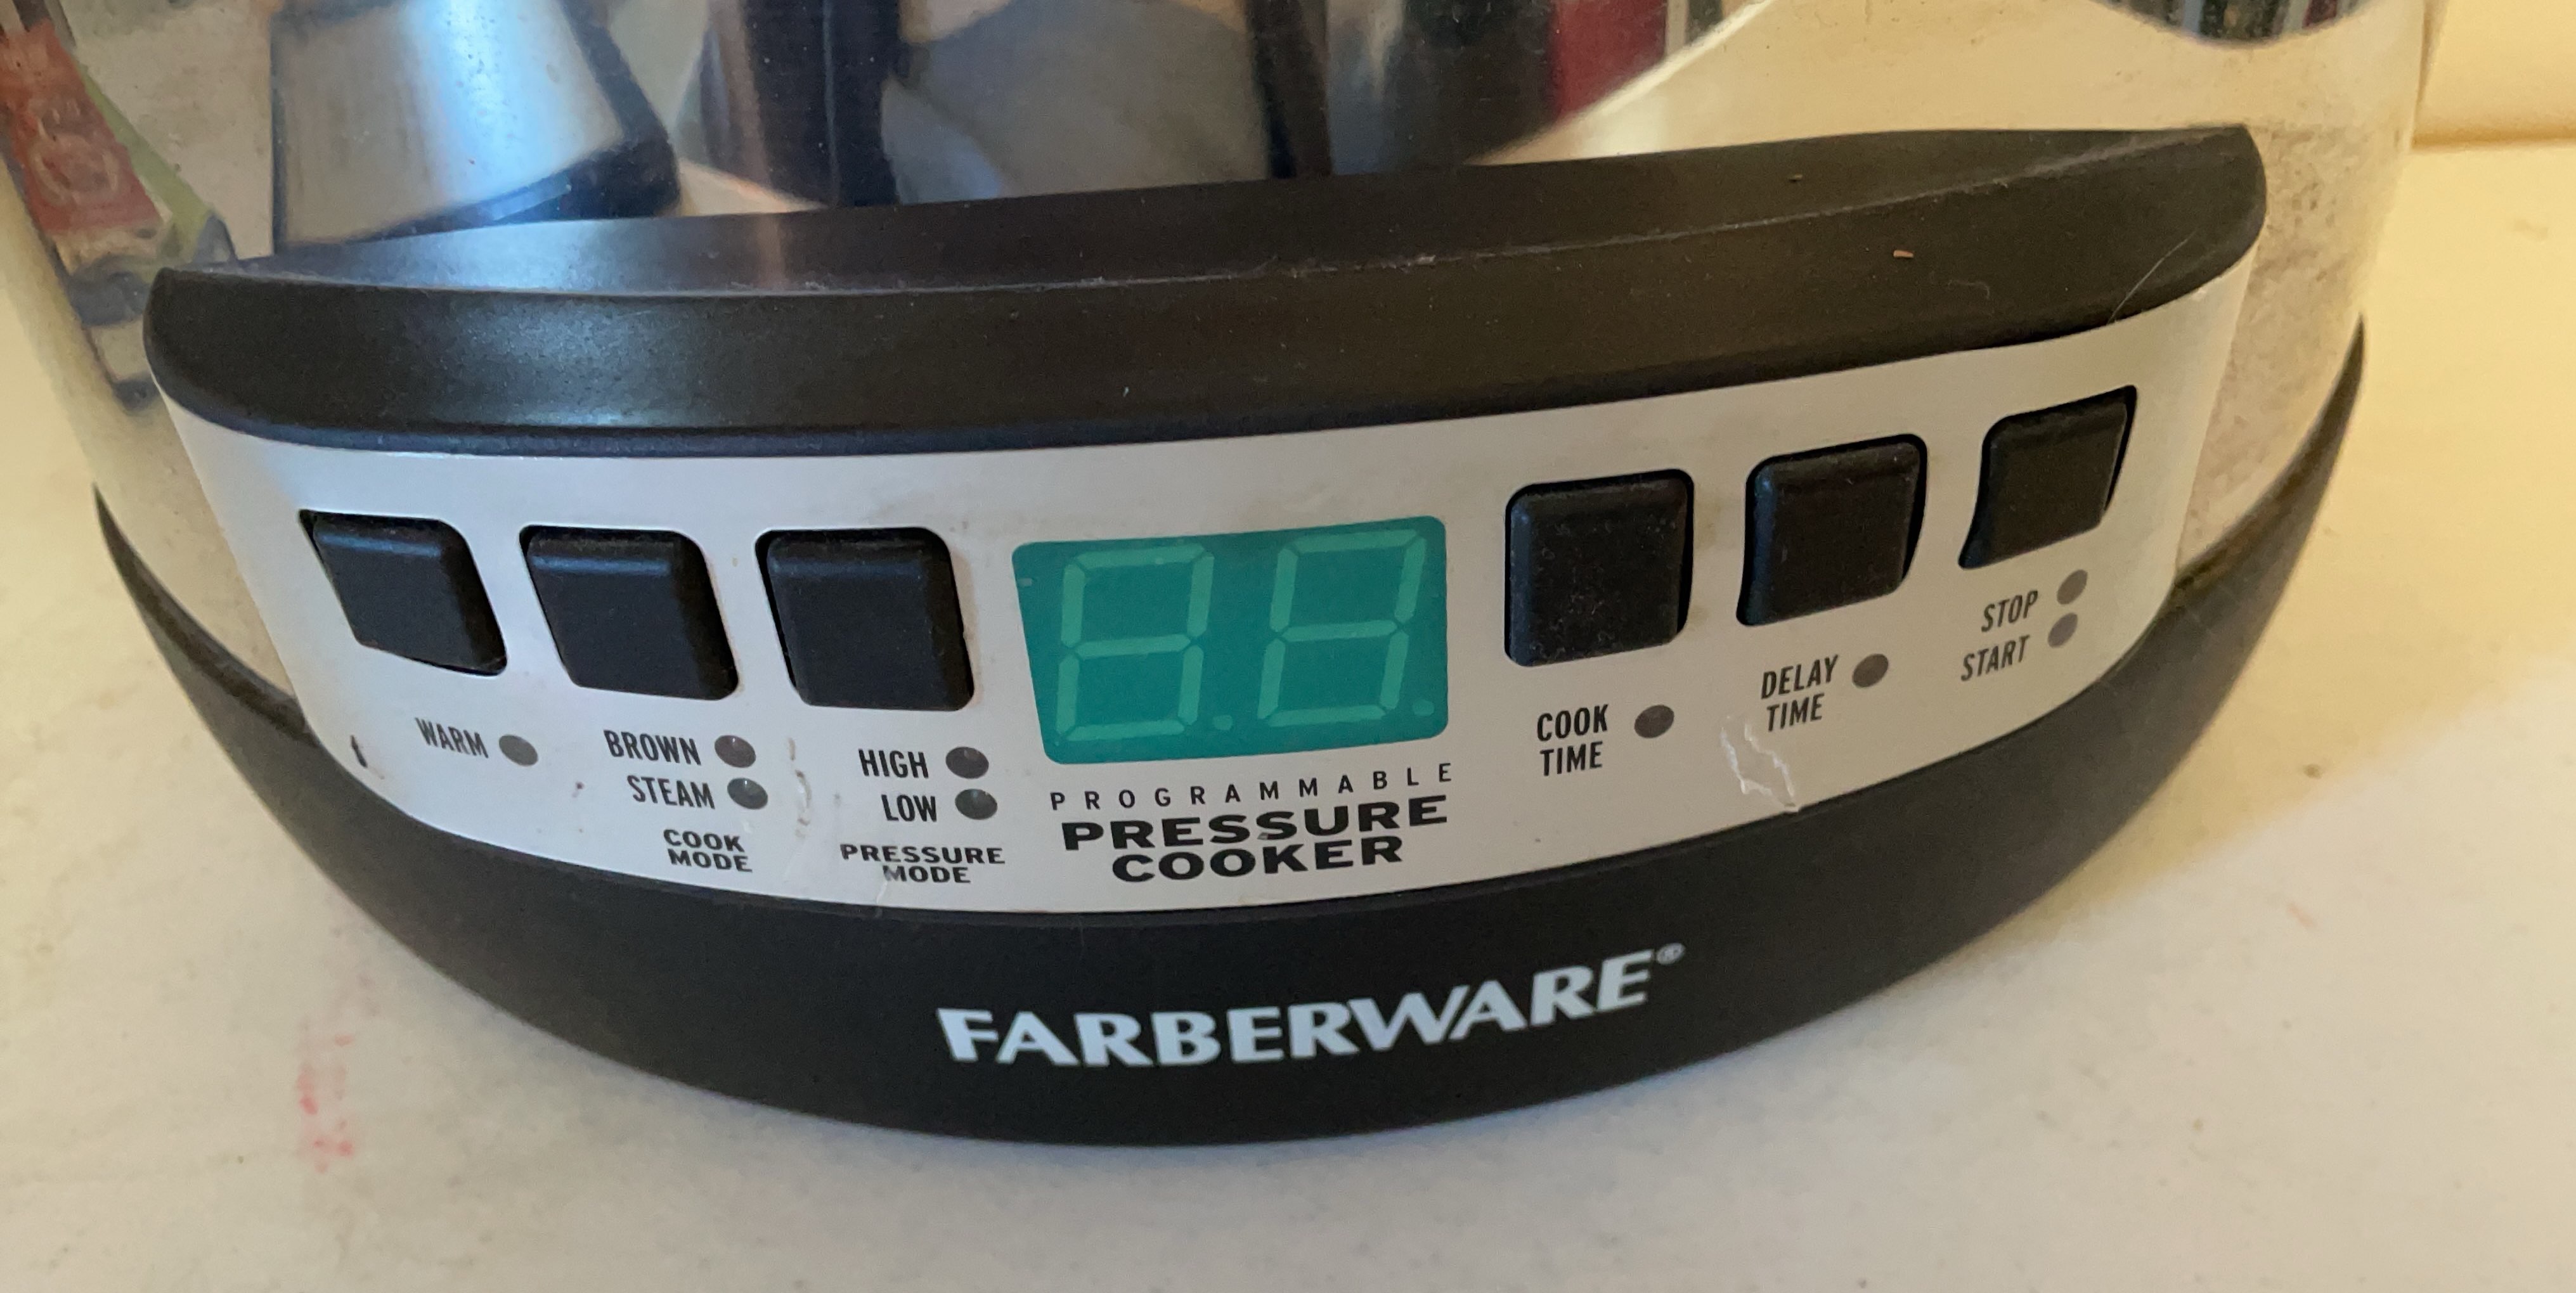 WARM
BROWN
STEAM
COOK
MODE
HIGH
LOW
PRESSURE
MODE
PROGRAMMABLE
PRESSURE
COOKER
COOK
TIME
DELAY
TIME
STOP
START
FARBERWARE®